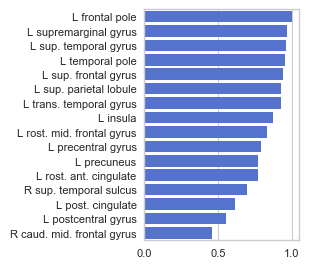 L frontal pole
L supremarginal gyrus
L sup. temporal gyrus
L temporal pole
L sup. frontal gyrus
L sup. parietal lobule
L trans. temporal gyrus
L insula
L rost. mid. frontal gyrus
L precentral gyrus
L precuneus
L rost. ant. cingulate
R sup. temporal sulcus
L post. cingulate
L postcentral gyrus
R caud. mid. frontal gyrus
0.0 0.5 1.0